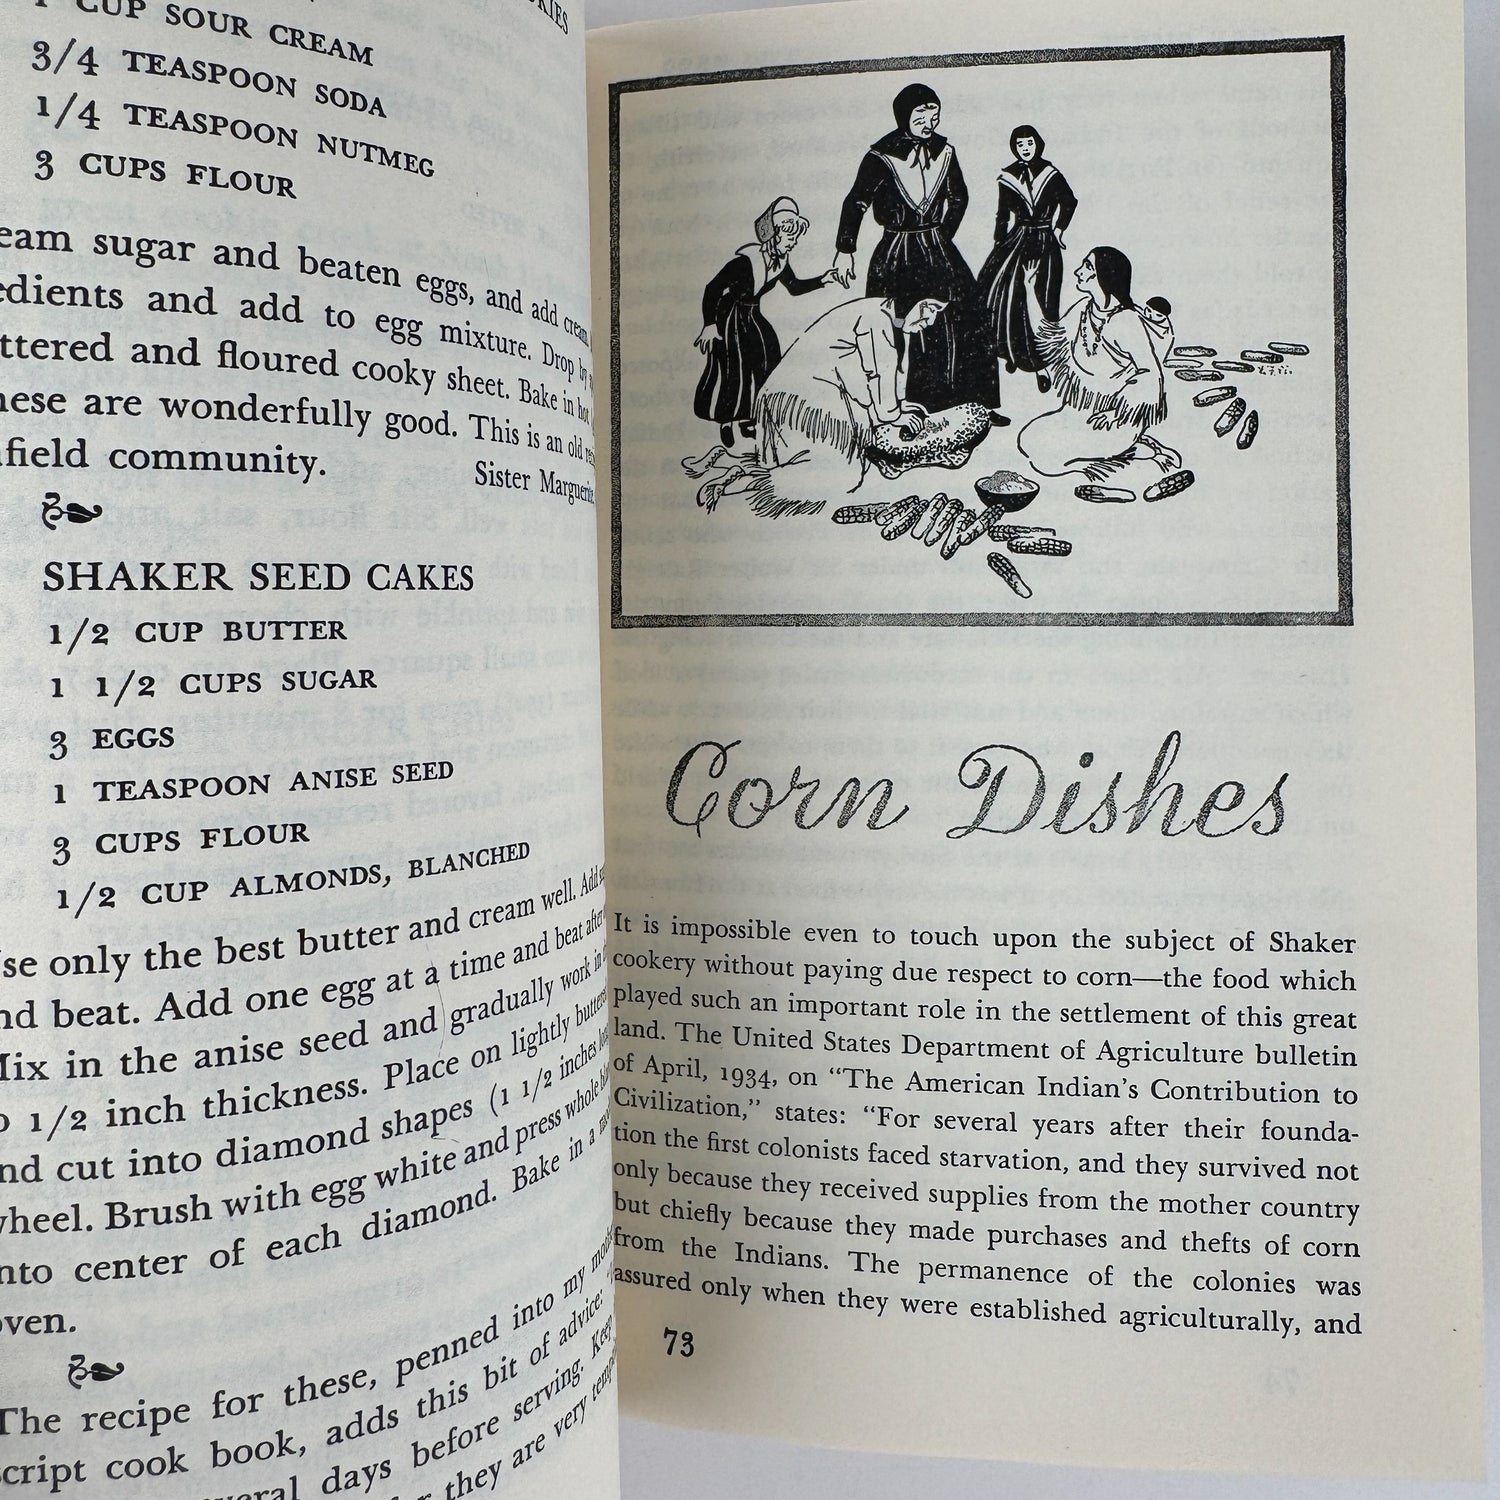 1 CUP SOUR CREAM
3/4 TEASPOON SODA
1/4 TEASPOON NUTMEG
3 CUPS FLOUR
sugar and beaten eggs, and add cream
and add to egg mixture. Drop by
and floured cooky sheet. Bake in hot
are wonderfully good. This is an old
community.
Sister Marguerite
SHAKER SEED CAKES
1/2 CUP BUTTER
1 1/2 CUPS SUGAR
3 EGGS
1 TEASPOON ANISE SEED
3 CUPS FLOUR
1/2 CUP ALMONDS, BLANCHED
only the best butter and cream well. Add
beat. Add one egg at a time and beat after
in the anise seed and gradually work in
1/2 inch thickness. Place on lightly
cut into diamond shapes (1 1/2 inches
wheel. Brush with egg white and press whole
center of each diamond. Bake in a
oven.
The recipe for these, penned into my
cook book, adds this bit of advice:
days before serving. Keep
they are very
Corn Dishes
It is impossible even to touch upon the subject of Shaker
cookery without paying due respect to corn—the food which
played such an important role in the settlement of this great
land. The United States Department of Agriculture bulletin
of April, 1934, on "The American Indian's Contribution to
Civilization," states: "For several years after their founda-
tion the first colonists faced starvation, and they survived not
only because they received supplies from the mother country
but chiefly because they made purchases and thefts of corn
from the Indians. The permanence of the colonies was
assured only when they were established agriculturally, and
73